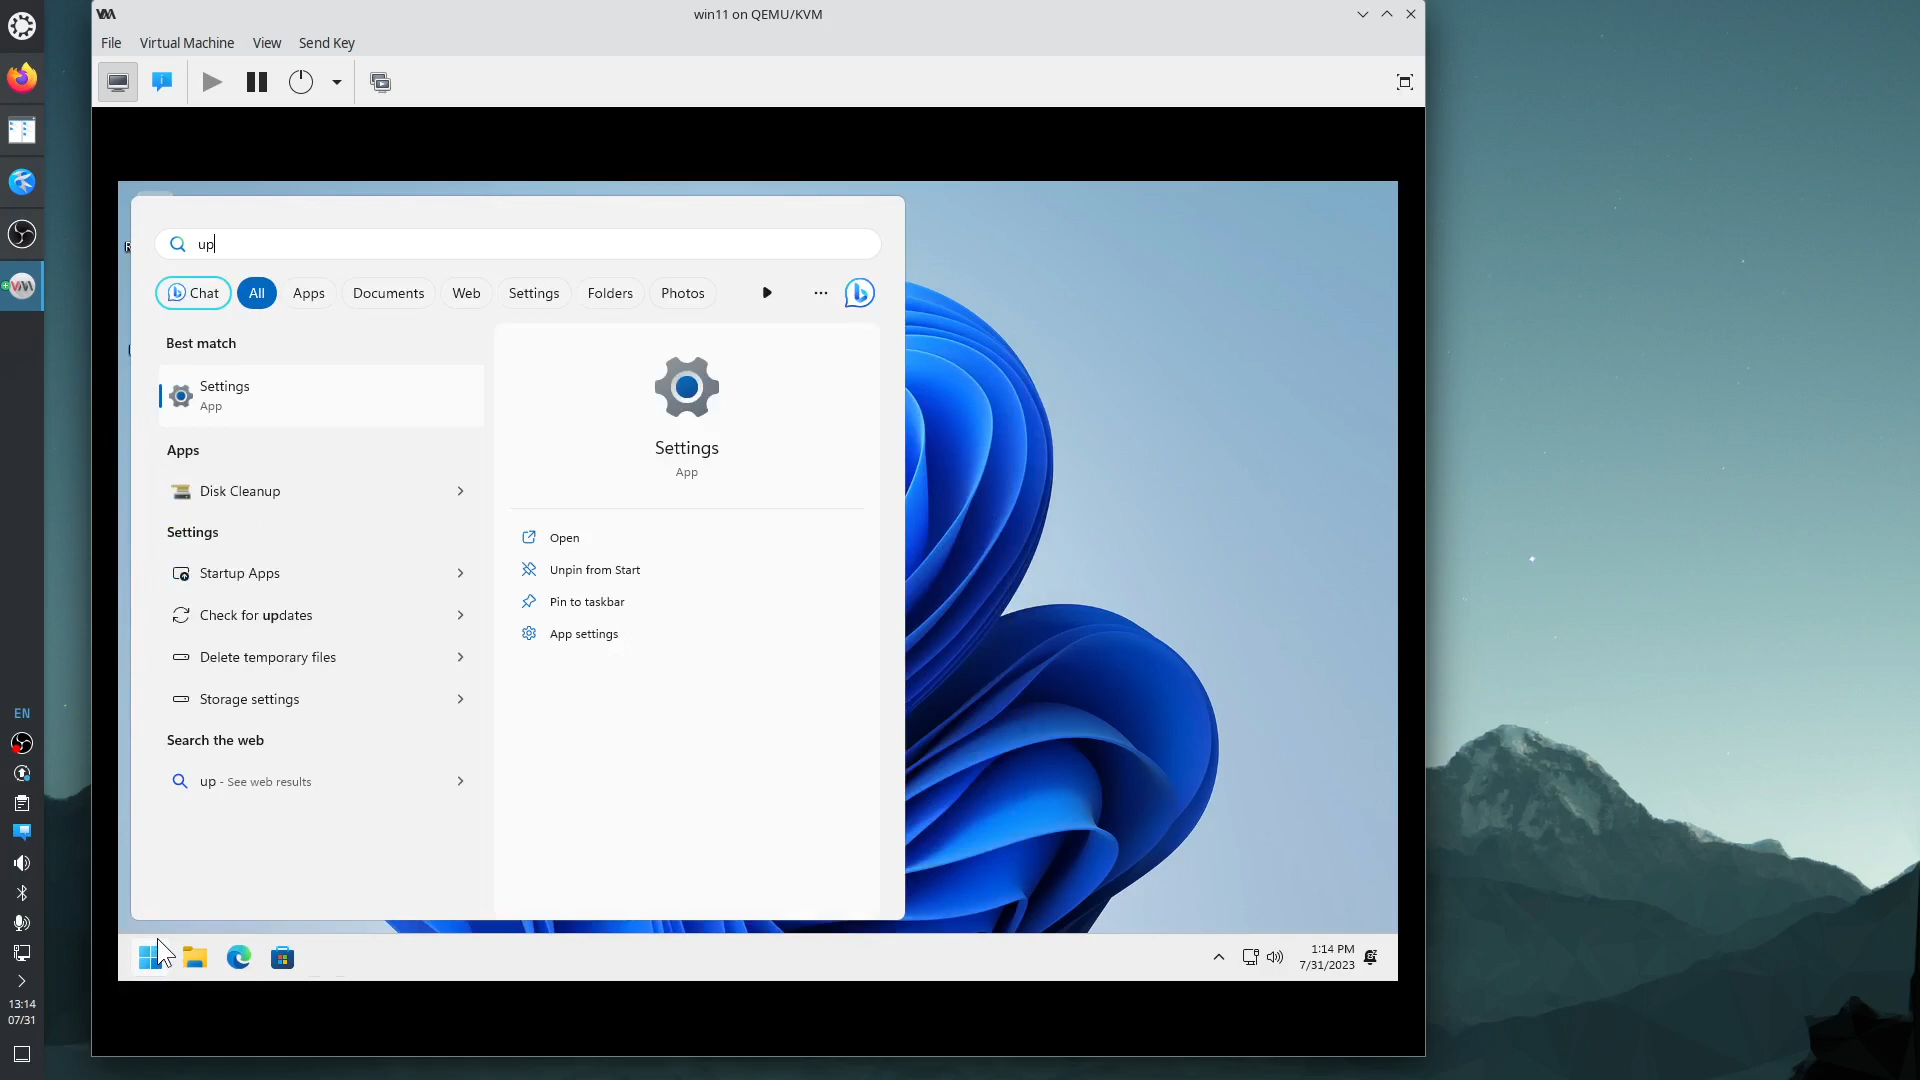 win11 on QEMU/KVM
File Virtual Machine View Send Key
up
Chat All Apps Documents Web Settings Folders Photos
Best match
Settings
App
Apps
Disk Cleanup
Settings
Startup Apps
Check for updates
Delete temporary files
Storage settings
Search the web
up - See web results
Settings
App
Open
Unpin from Start
Pin to taskbar
App settings
1:14 PM
7/31/2023
EN
13:14
07/31